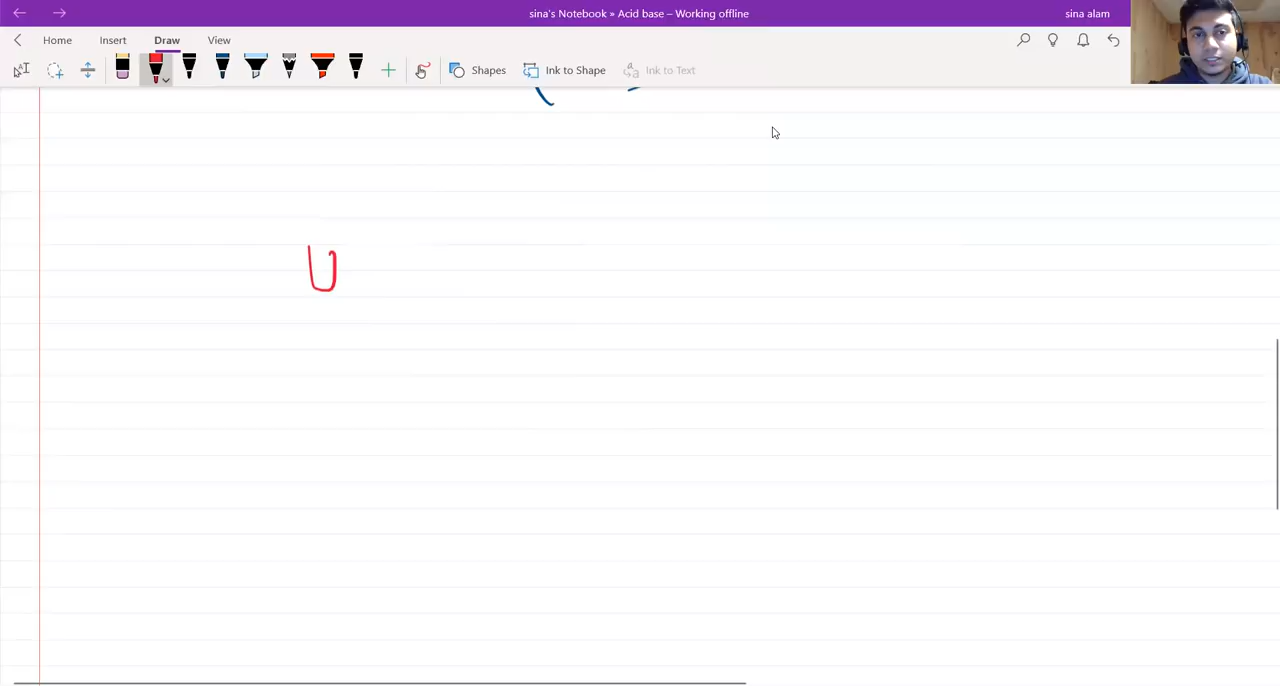 sina's Notebook » Acid base – Working offline
sina alam
Home Insert Draw View
Shapes Ink to Shape Ink to Text